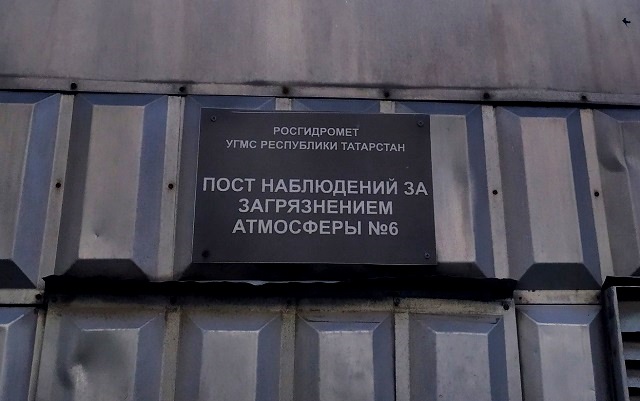 РОСГИДРОМЕТ
УГМС РЕСПУБЛИКИ ТАТАРСТАН
ПОСТ НАБЛЮДЕНИЙ ЗА
ЗАГРЯЗНЕНИЕМ
АТМОСФЕРЫ №6